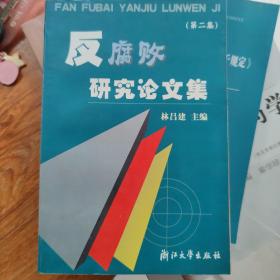 FAN FUBAI YANJIU LUNWEN JI
(第二集)
反腐败
研究论文集
林吕建 主编
浙江大学出版社